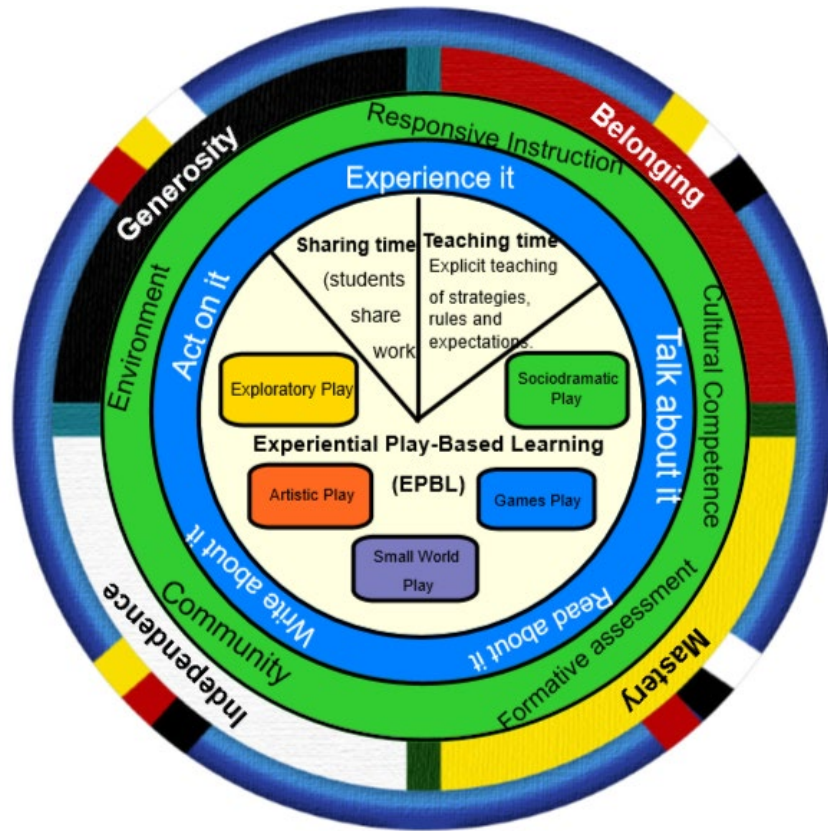 Generosity
Belonging
Mastery
Independence
Responsive Instruction
Cultural Competence
Formative assessment
Community
Environment
Experience it
Talk about it
Read about it
Write about it
Act on it
Sharing time
(students
share
work
Teaching time
Explicit teaching
of strategies,
rules and
expectations.
Exploratory Play
Sociodramatic
Play
Experiential Play-Based Learning
(EPBL)
Artistic Play
Games Play
Small World
Play